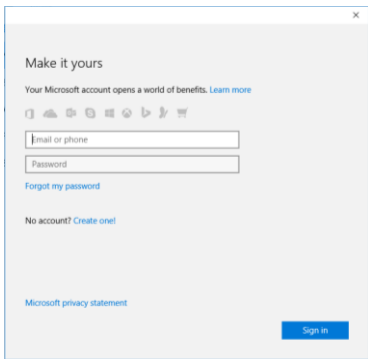 Make it yours
Your Microsoft account opens a world of benefits. Learn more
Email or phone
Password
Forgot my password
No account? Create one!
Microsoft privacy statement
Sign in